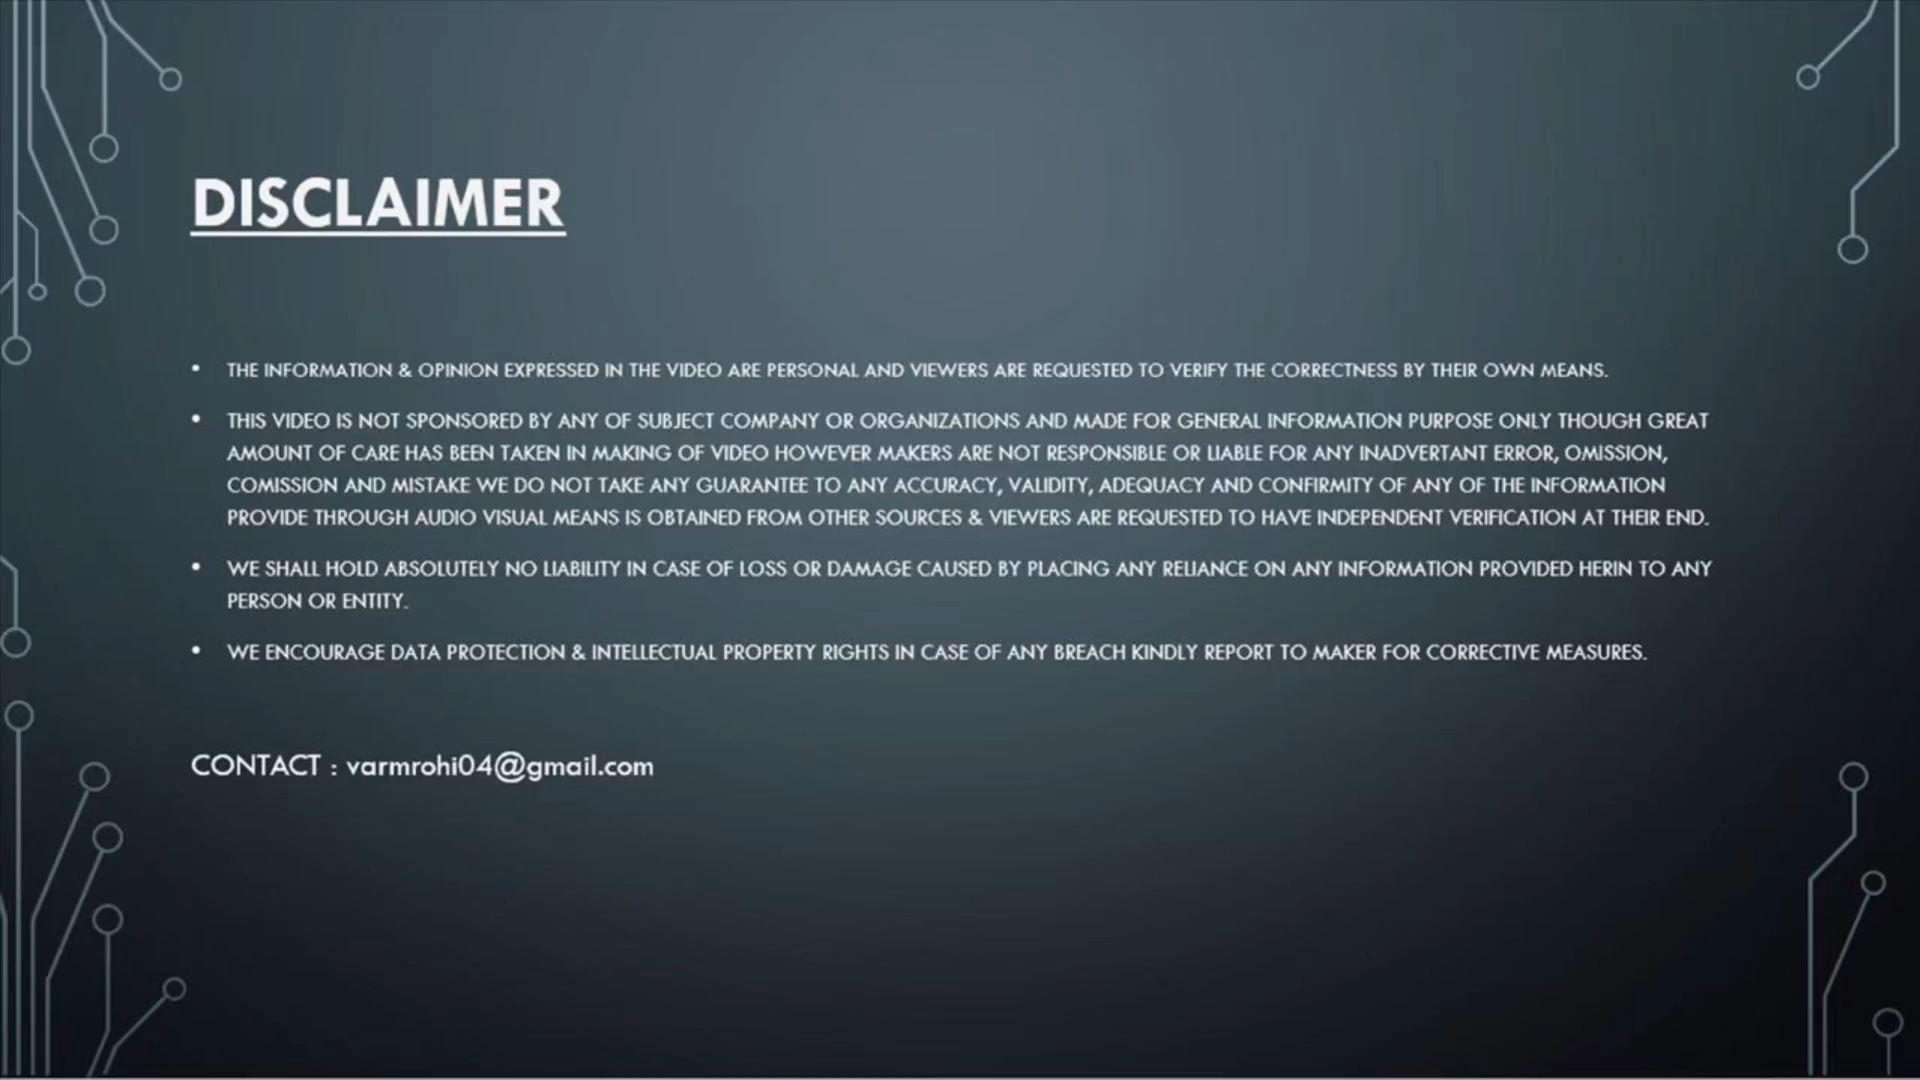 DISCLAIMER
• THE INFORMATION & OPINION EXPRESSED IN THE VIDEO ARE PERSONAL AND VIEWERS ARE REQUESTED TO VERIFY THE CORRECTNESS BY THEIR OWN MEANS.
• THIS VIDEO IS NOT SPONSORED BY ANY OF SUBJECT COMPANY OR ORGANIZATIONS AND MADE FOR GENERAL INFORMATION PURPOSE ONLY THOUGH GREAT
AMOUNT OF CARE HAS BEEN TAKEN IN MAKING OF VIDEO HOWEVER MAKERS ARE NOT RESPONSIBLE OR LIABLE FOR ANY INADVERTANT ERROR, OMISSION,
COMISSION AND MISTAKE WE DO NOT TAKE ANY GUARANTEE TO ANY ACCURACY, VALIDITY, ADEQUACY AND CONFIRMITY OF ANY OF THE INFORMATION
PROVIDE THROUGH AUDIO VISUAL MEANS IS OBTAINED FROM OTHER SOURCES & VIEWERS ARE REQUESTED TO HAVE INDEPENDENT VERIFICATION AT THEIR END.
• WE SHALL HOLD ABSOLUTELY NO LIABILITY IN CASE OF LOSS OR DAMAGE CAUSED BY PLACING ANY RELIANCE ON ANY INFORMATION PROVIDED HERIN TO ANY
PERSON OR ENTITY.
• WE ENCOURAGE DATA PROTECTION & INTELLECTUAL PROPERTY RIGHTS IN CASE OF ANY BREACH KINDLY REPORT TO MAKER FOR CORRECTIVE MEASURES.
CONTACT : varmrohi04@gmail.com